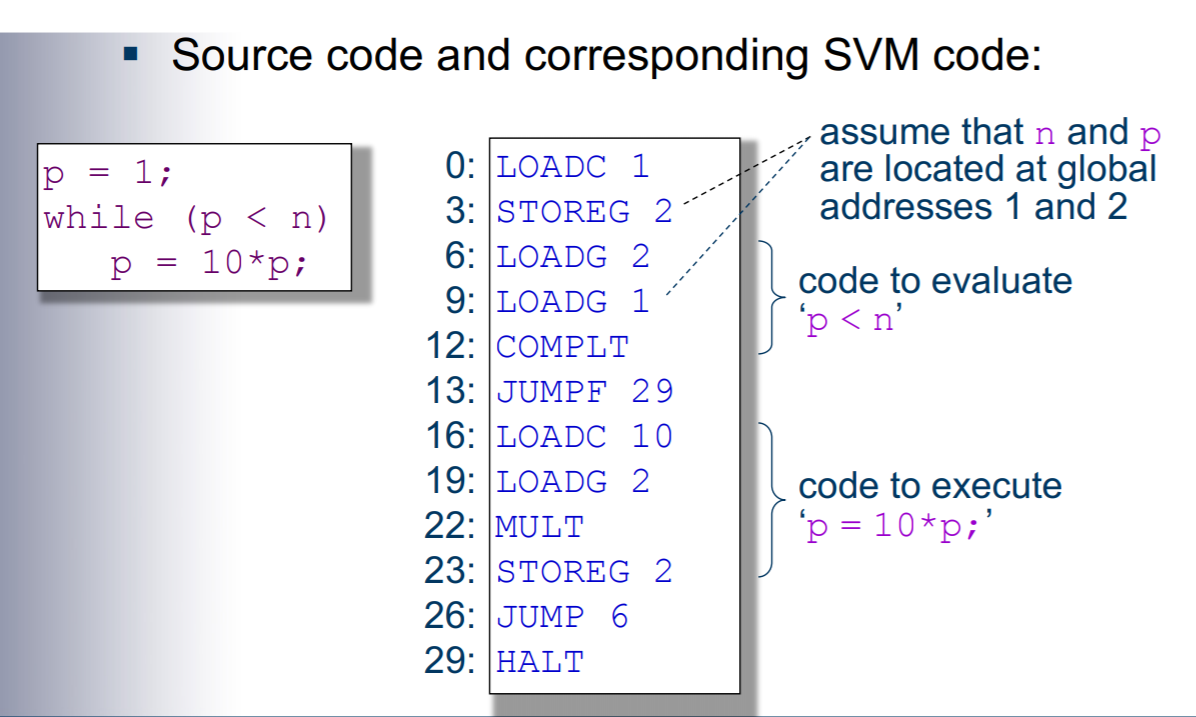 ▪ Source code and corresponding SVM code:
p = 1;
while (p < n)
   p = 10*p;
0: LOADC 1
3: STOREG 2
6: LOADG 2
9: LOADG 1
12: COMPLT
13: JUMPF 29
16: LOADC 10
19: LOADG 2
22: MULT
23: STOREG 2
26: JUMP 6
29: HALT
assume that n and p
are located at global
addresses 1 and 2
code to evaluate
‘p < n’
code to execute
‘p = 10*p;’